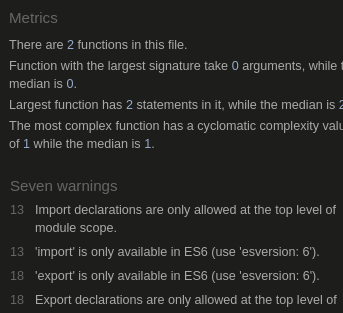 Metrics
There are 2 functions in this file.
Function with the largest signature take 0 arguments, while
median is 0.
Largest function has 2 statements in it, while the median is 2
The most complex function has a cyclomatic complexity
of 1 while the median is 1.
Seven warnings
13 Import declarations are only allowed at the top level of
module scope.
13 'import' is only available in ES6 (use 'esversion: 6').
18 'export' is only available in ES6 (use 'esversion: 6').
18 Export declarations are only allowed at the top level of